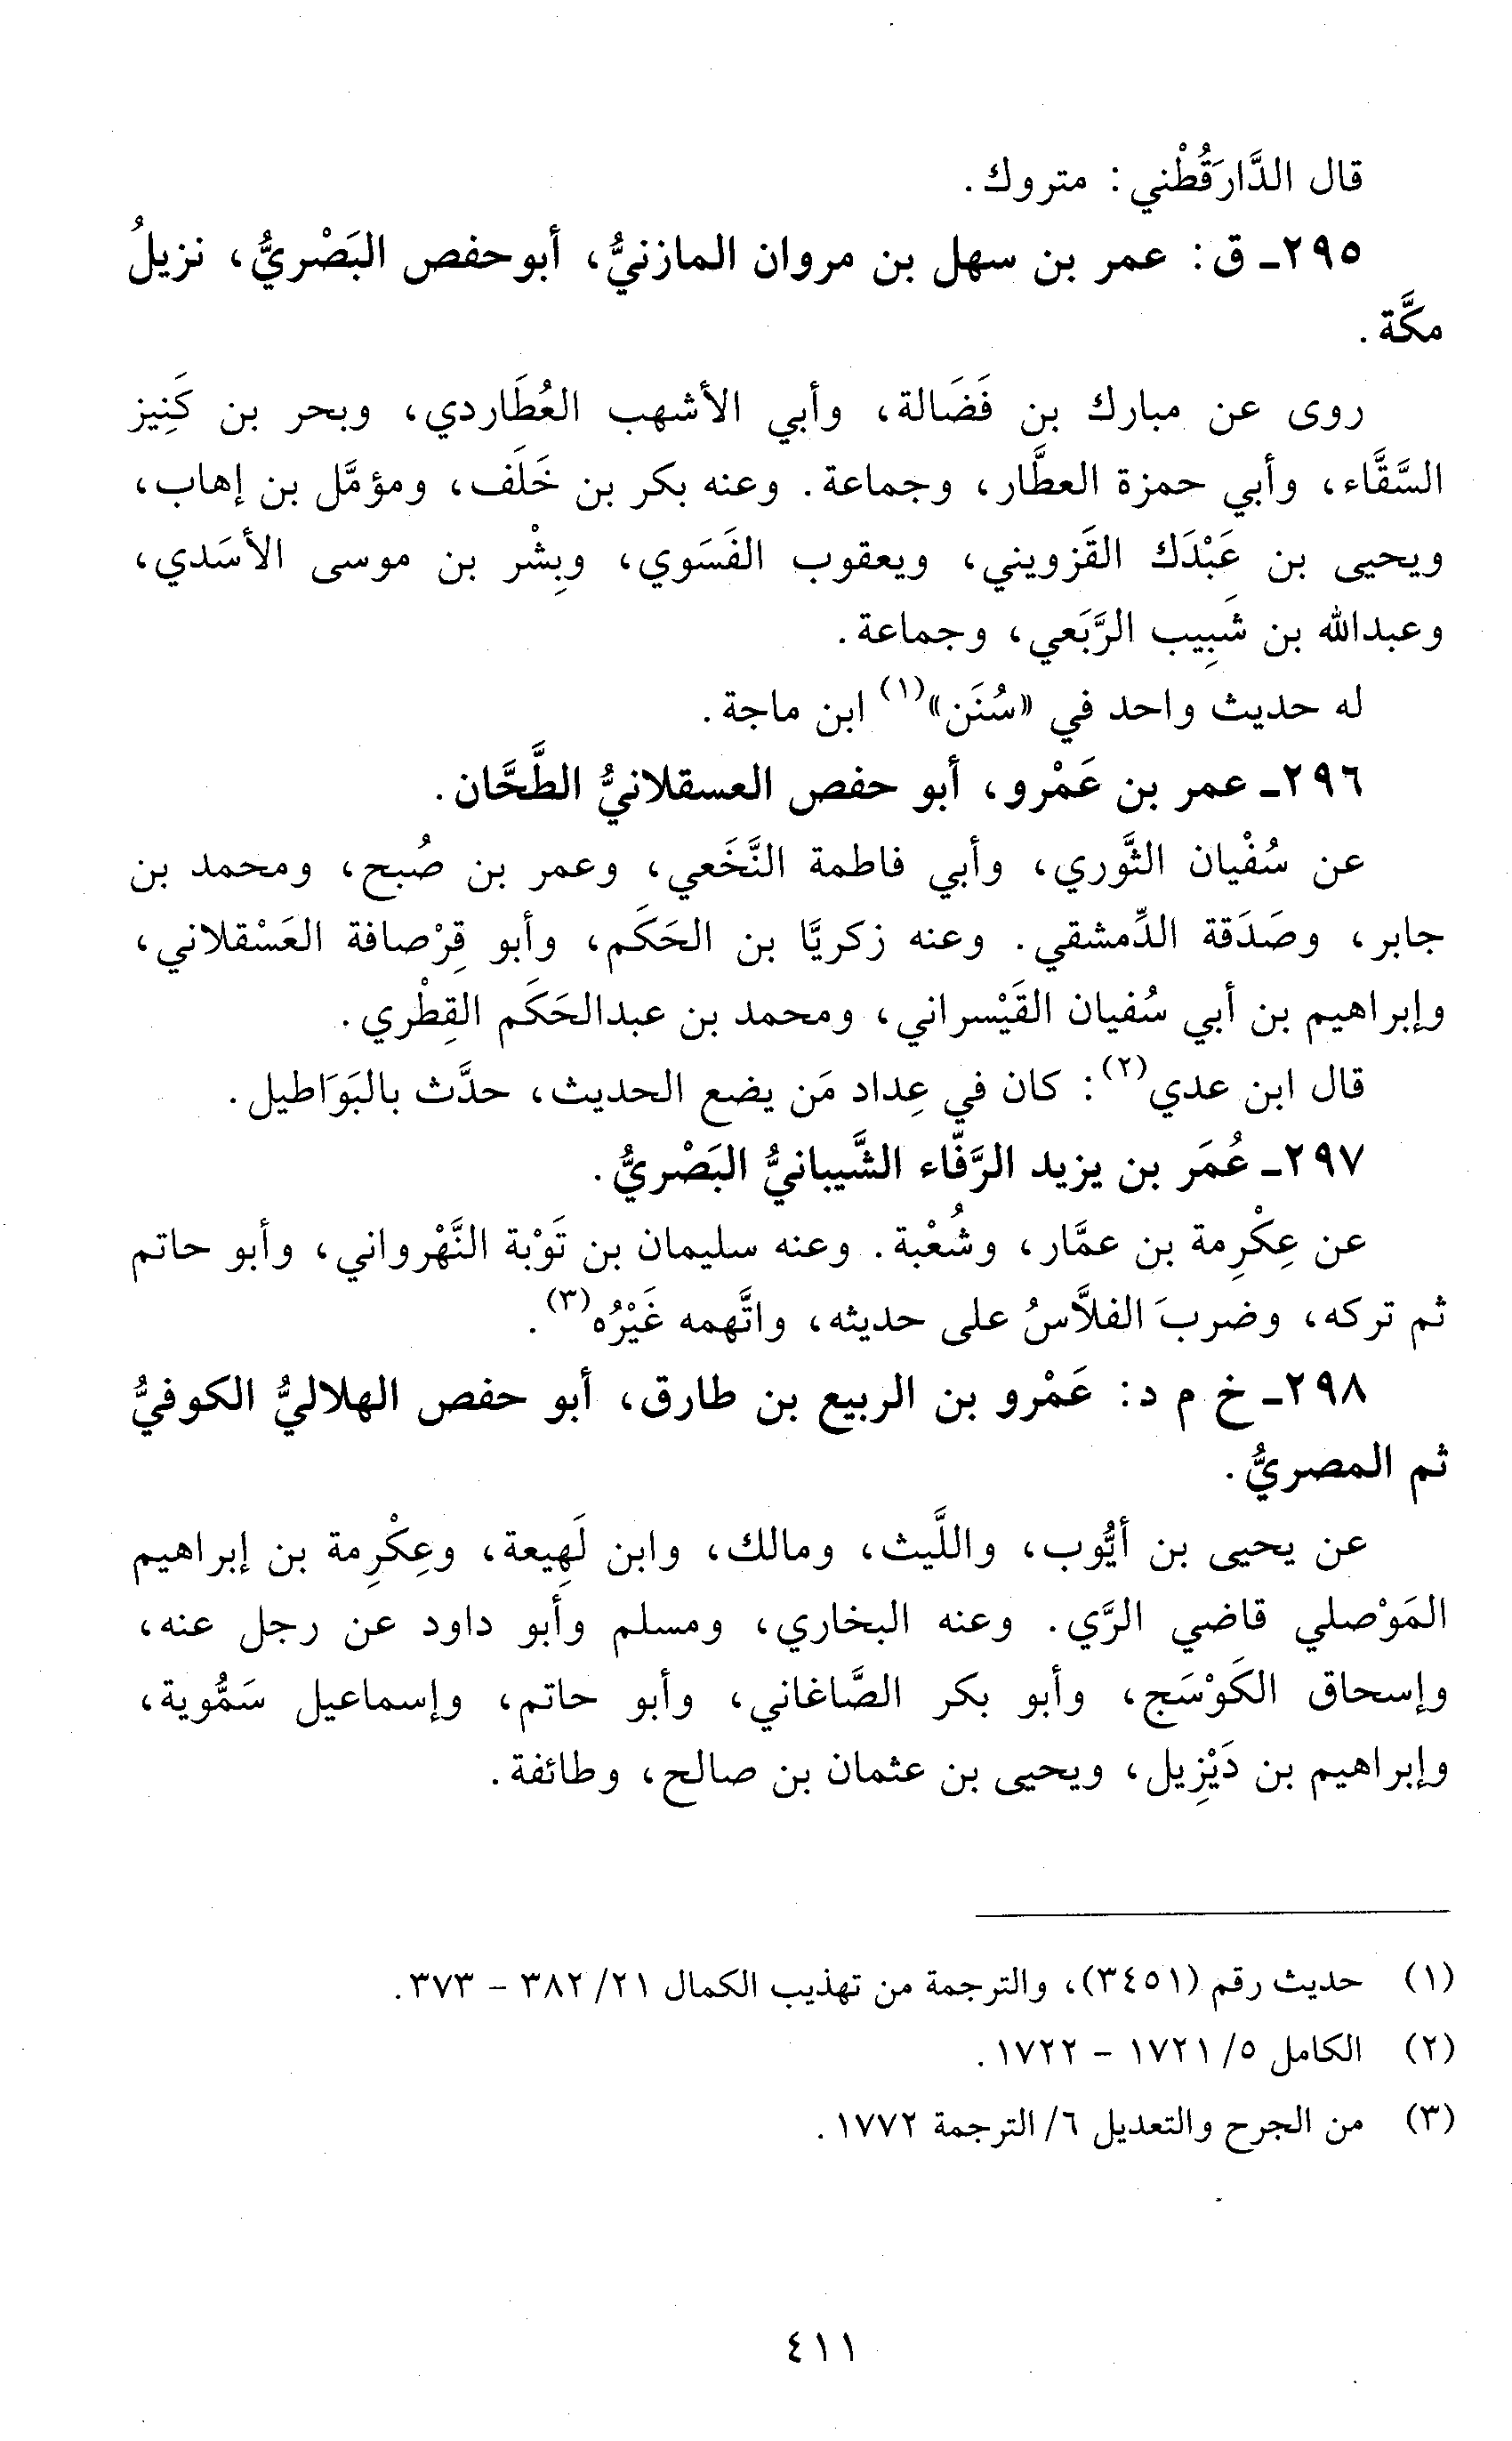 قال الدَّارَقُطْني: متروك.
٢٩٥ـ ق: عمر بن سهل بن مروان المازنيُّ، أبوحفص البَصْريُّ، نزيلُ
مكَّة.
روى عن مبارك بن فَضَالة، وأبي الأشهب العُطَاردي، وبحر بن كَنِيز
السَّقَّاء، وأبي حمزة العطَّار، وجماعة. وعنه بكر بن خَلَف، ومؤمَّل بن إهاب،
ويحيى بن عَبْدَك القَزويني، ويعقوب الفَسَوي، وبِشْر بن موسى الأسَدي،
وعبدالله بن شَبِيب الرَّبَعي، وجماعة.
له حديث واحد في «سُنَن»(١) ابن ماجة.
٢٩٦ـ عمر بن عَمْرو، أبو حفص العسقلانيُّ الطَّحَّان.
عن سُفْيان الثَّوري، وأبي فاطمة النَّخَعي، وعمر بن صُبح، ومحمد بن
جابر، وصَدَقة الدِّمشقي. وعنه زكريَّا بن الحَكَم، وأبو قِرْصافة العَسْقلاني،
وإبراهيم بن أبي سُفيان القَيْسراني، ومحمد بن عبدالحَكَم القِطْري.
قال ابن عدي(٢): كان في عِداد مَن يضع الحديث، حدَّث بالبَوَاطيل.
٢٩٧ـ عُمَر بن يزيد الرَّفّاء الشَّيبانيُّ البَصْريُّ.
عن عِكْرِمة بن عمَّار، وشُعْبة. وعنه سليمان بن تَوْبة النَّهْرواني، وأبو حاتم
ثم تركه، وضربَ الفلاَّسُ على حديثه، واتَّهمه غَيْرُه(٣).
٢٩٨ـ خ م د: عَمْرو بن الربيع بن طارق، أبو حفص الهلاليُّ الكوفيُّ
ثم المصريُّ.
عن يحيى بن أيُّوب، واللَّيث، ومالك، وابن لَهِيعة، وعِكْرِمة بن إبراهيم
المَوْصلي قاضي الرَّي. وعنه البخاري، ومسلم وأبو داود عن رجل عنه،
وإسحاق الكَوْسَج، وأبو بكر الصَّاغاني، وأبو حاتم، وإسماعيل سَمُّوية،
وإبراهيم بن دَيْزِيل، ويحيى بن عثمان بن صالح، وطائفة.
(١) حديث رقم (٣٤٥١)، والترجمة من تهذيب الكمال ٢١/ ٣٨٢ – ٣٧٣.
(٢) الكامل ٥/ ١٧٢١ – ١٧٢٢.
(٣) من الجرح والتعديل ٦/ الترجمة ١٧٧٢.
٤١١